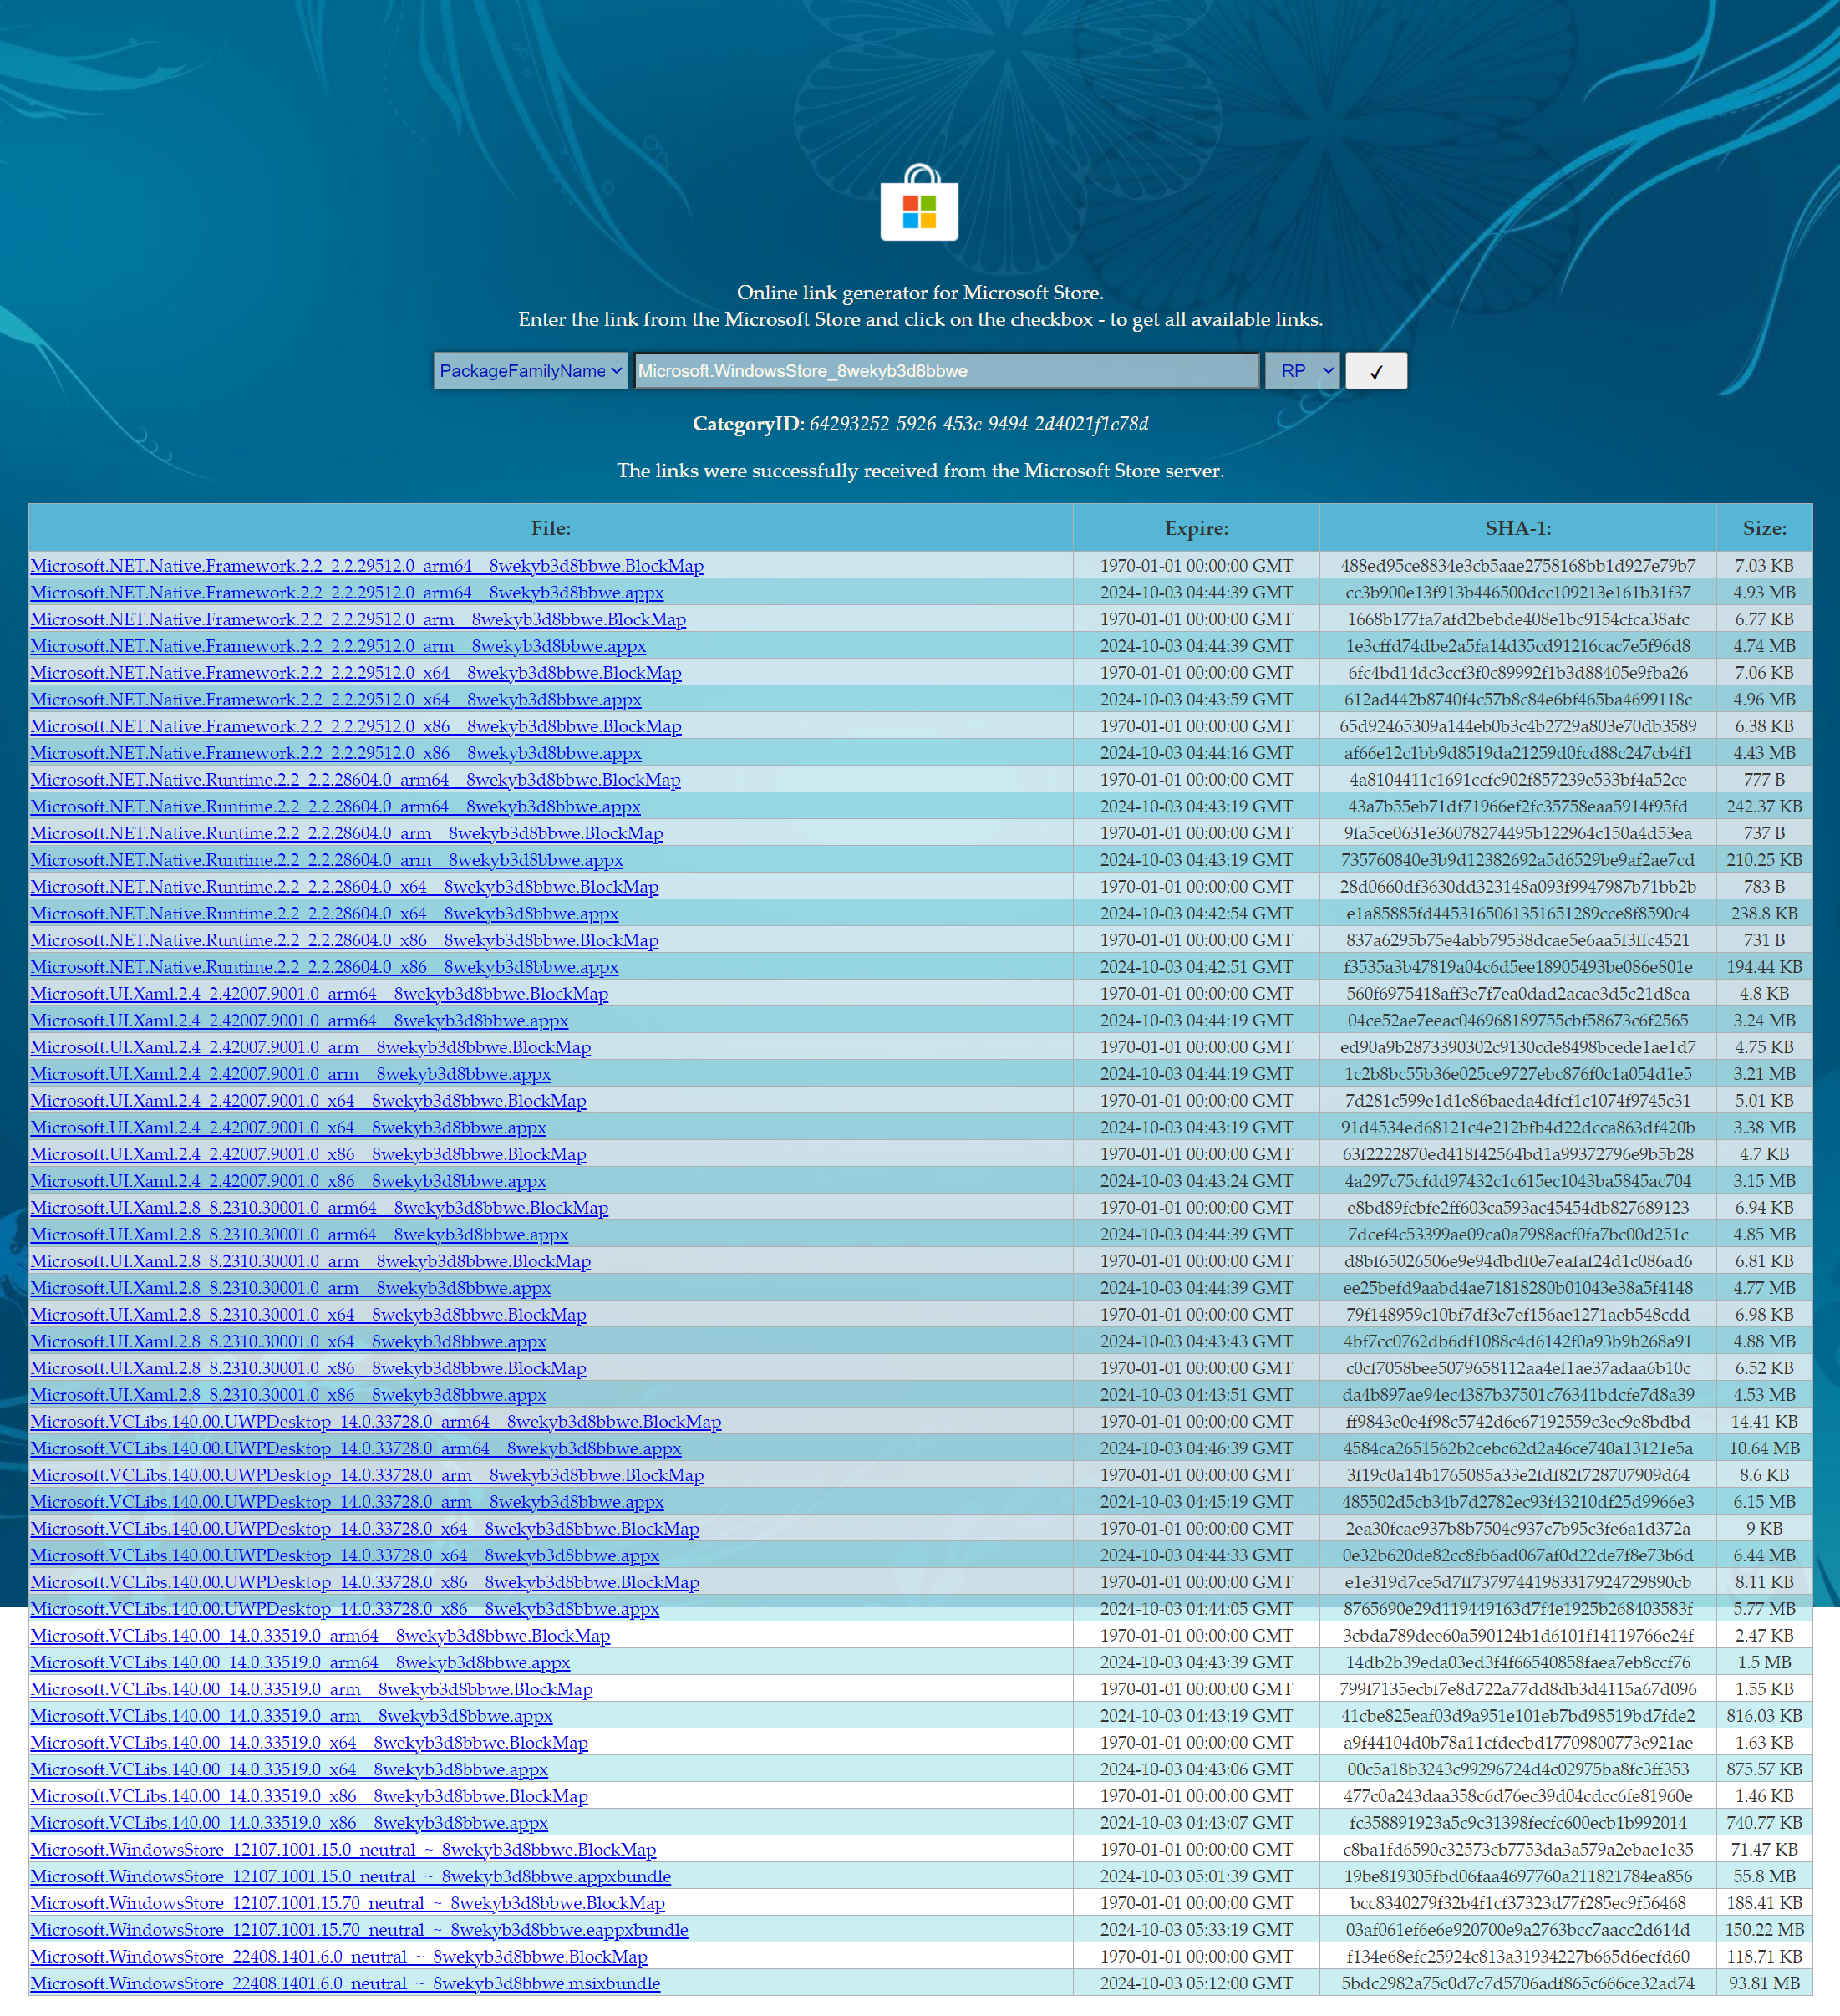 Online link generator for Microsoft Store.
Enter the link from the Microsoft Store and click on the checkbox - to get all available links.
PackageFamilyName Microsoft.WindowsStore_8wekyb3d8bbwe RP ✓
CategoryID: 64293252-5926-453c-9494-2d4021f1c78d
The links were successfully received from the Microsoft Store server.
File: Expire: SHA-1: Size:
Microsoft.NET.Native.Framework.2.2_2.2.29512.0_arm64__8wekyb3d8bbwe.BlockMap 1970-01-01 00:00:00 GMT 488ed95ce8834e3cb5aae2758168bb1d927e79b7 7.03 KB
Microsoft.NET.Native.Framework.2.2_2.2.29512.0_arm64__8wekyb3d8bbwe.appx 2024-10-03 04:44:39 GMT cc3b900e13f913b446500dcc109213e161b31f37 4.93 MB
Microsoft.NET.Native.Framework.2.2_2.2.29512.0_arm__8wekyb3d8bbwe.BlockMap 1970-01-01 00:00:00 GMT 1668b177fa7afd2bebde408e1bc9154cfca38afc 6.77 KB
Microsoft.NET.Native.Framework.2.2_2.2.29512.0_arm__8wekyb3d8bbwe.appx 2024-10-03 04:44:39 GMT 1e3cffd74dbe2a5fa14d35cd91216cac7e5f96d8 4.74 MB
Microsoft.NET.Native.Framework.2.2_2.2.29512.0_x64__8wekyb3d8bbwe.BlockMap 1970-01-01 00:00:00 GMT 6fc4bd14dc3ccf3f0c89992f1b3d88405e9fba26 7.06 KB
Microsoft.NET.Native.Framework.2.2_2.2.29512.0_x64__8wekyb3d8bbwe.appx 2024-10-03 04:43:59 GMT 612ad442b8740f4c57b8c84e6bf465ba4699118c 4.96 MB
Microsoft.NET.Native.Framework.2.2_2.2.29512.0_x86__8wekyb3d8bbwe.BlockMap 1970-01-01 00:00:00 GMT 65d92465309a144eb0b3c4b2729a803e70db3589 6.38 KB
Microsoft.NET.Native.Framework.2.2_2.2.29512.0_x86__8wekyb3d8bbwe.appx 2024-10-03 04:44:16 GMT af66e12c1bb9d8519da21259d0fcd88c247cb4f1 4.43 MB
Microsoft.NET.Native.Runtime.2.2_2.2.28604.0_arm64__8wekyb3d8bbwe.BlockMap 1970-01-01 00:00:00 GMT 4a8104411c1691ccfc902f857239e533bf4a52ce 777 B
Microsoft.NET.Native.Runtime.2.2_2.2.28604.0_arm64__8wekyb3d8bbwe.appx 2024-10-03 04:43:19 GMT 43a7b55eb71df71966ef2fc35758eaa5914f95fd 242.37 KB
Microsoft.NET.Native.Runtime.2.2_2.2.28604.0_arm__8wekyb3d8bbwe.BlockMap 1970-01-01 00:00:00 GMT 9fa5ce0631e36078274495b122964c150a4d53ea 737 B
Microsoft.NET.Native.Runtime.2.2_2.2.28604.0_arm__8wekyb3d8bbwe.appx 2024-10-03 04:43:19 GMT 735760840e3b9d12382692a5d6529be9af2ae7cd 210.25 KB
Microsoft.NET.Native.Runtime.2.2_2.2.28604.0_x64__8wekyb3d8bbwe.BlockMap 1970-01-01 00:00:00 GMT 28d0660df3630dd323148a093f9947987b71bb2b 783 B
Microsoft.NET.Native.Runtime.2.2_2.2.28604.0_x64__8wekyb3d8bbwe.appx 2024-10-03 04:42:54 GMT e1a85885fd4453165061351651289cce8f8590c4 238.8 KB
Microsoft.NET.Native.Runtime.2.2_2.2.28604.0_x86__8wekyb3d8bbwe.BlockMap 1970-01-01 00:00:00 GMT 837a6295b75e4abb79538dcae5e6aa5f3ffc4521 731 B
Microsoft.NET.Native.Runtime.2.2_2.2.28604.0_x86__8wekyb3d8bbwe.appx 2024-10-03 04:42:51 GMT f3535a3b47819a04c6d5ee18905493be086e801e 194.44 KB
Microsoft.UI.Xaml.2.4_2.42007.9001.0_arm64__8wekyb3d8bbwe.BlockMap 1970-01-01 00:00:00 GMT 560f6975418aff3e7f7ea0dad2acae3d5c21d8ea 4.8 KB
Microsoft.UI.Xaml.2.4_2.42007.9001.0_arm64__8wekyb3d8bbwe.appx 2024-10-03 04:44:19 GMT 04ce52ae7eeac046968189755cbf58673c6f2565 3.24 MB
Microsoft.UI.Xaml.2.4_2.42007.9001.0_arm__8wekyb3d8bbwe.BlockMap 1970-01-01 00:00:00 GMT ed90a9b2873390302c9130cde8498bcede1ae1d7 4.75 KB
Microsoft.UI.Xaml.2.4_2.42007.9001.0_arm__8wekyb3d8bbwe.appx 2024-10-03 04:44:19 GMT 1c2b8bc55b36e025ce9727ebc876f0c1a054d1e5 3.21 MB
Microsoft.UI.Xaml.2.4_2.42007.9001.0_x64__8wekyb3d8bbwe.BlockMap 1970-01-01 00:00:00 GMT 7d281c599e1d1e86baeda4dfcf1c1074f9745c31 5.01 KB
Microsoft.UI.Xaml.2.4_2.42007.9001.0_x64__8wekyb3d8bbwe.appx 2024-10-03 04:43:19 GMT 91d4534ed68121c4e212bfb4d22dcca863df420b 3.38 MB
Microsoft.UI.Xaml.2.4_2.42007.9001.0_x86__8wekyb3d8bbwe.BlockMap 1970-01-01 00:00:00 GMT 63f2222870ed418f42564bd1a99372796e9b5b28 4.7 KB
Microsoft.UI.Xaml.2.4_2.42007.9001.0_x86__8wekyb3d8bbwe.appx 2024-10-03 04:43:24 GMT 4a297c75cfdd97432c1c615ec1043ba5845ac704 3.15 MB
Microsoft.UI.Xaml.2.8_8.2310.30001.0_arm64__8wekyb3d8bbwe.BlockMap 1970-01-01 00:00:00 GMT e8bd89fcbfe2ff603ca593ac45454db827689123 6.94 KB
Microsoft.UI.Xaml.2.8_8.2310.30001.0_arm64__8wekyb3d8bbwe.appx 2024-10-03 04:44:39 GMT 7dcef4c53399ae09ca0a7988acf0fa7bc00d251c 4.85 MB
Microsoft.UI.Xaml.2.8_8.2310.30001.0_arm__8wekyb3d8bbwe.BlockMap 1970-01-01 00:00:00 GMT d8bf65026506e9e94dbdf0e7eafaf24d1c086ad6 6.81 KB
Microsoft.UI.Xaml.2.8_8.2310.30001.0_arm__8wekyb3d8bbwe.appx 2024-10-03 04:44:39 GMT ee25befd9aabd4ae71818280b01043e38a5f4148 4.77 MB
Microsoft.UI.Xaml.2.8_8.2310.30001.0_x64__8wekyb3d8bbwe.BlockMap 1970-01-01 00:00:00 GMT 79f148959c10bf7df3e7ef156ae1271aeb548cdd 6.98 KB
Microsoft.UI.Xaml.2.8_8.2310.30001.0_x64__8wekyb3d8bbwe.appx 2024-10-03 04:43:43 GMT 4bf7cc0762db6df1088c4d6142f0a93b9b268a91 4.88 MB
Microsoft.UI.Xaml.2.8_8.2310.30001.0_x86__8wekyb3d8bbwe.BlockMap 1970-01-01 00:00:00 GMT c0cf7058bee5079658112aa4ef1ae37adaa6b10c 6.52 KB
Microsoft.UI.Xaml.2.8_8.2310.30001.0_x86__8wekyb3d8bbwe.appx 2024-10-03 04:43:51 GMT da4b897ae94ec4387b37501c76341bdcfe7d8a39 4.53 MB
Microsoft.VCLibs.140.00.UWPDesktop_14.0.33728.0_arm64__8wekyb3d8bbwe.BlockMap 1970-01-01 00:00:00 GMT ff9843e0e4f98c5742d6e67192559c3ec9e8bdbd 14.41 KB
Microsoft.VCLibs.140.00.UWPDesktop_14.0.33728.0_arm64__8wekyb3d8bbwe.appx 2024-10-03 04:46:39 GMT 4584ca2651562b2cebc62d2a46ce740a13121e5a 10.64 MB
Microsoft.VCLibs.140.00.UWPDesktop_14.0.33728.0_arm__8wekyb3d8bbwe.BlockMap 1970-01-01 00:00:00 GMT 3f19c0a14b1765085a33e2fdf82f728707909d64 8.6 KB
Microsoft.VCLibs.140.00.UWPDesktop_14.0.33728.0_arm__8wekyb3d8bbwe.appx 2024-10-03 04:45:19 GMT 485502d5cb34b7d2782ec93f43210df25d9966e3 6.15 MB
Microsoft.VCLibs.140.00.UWPDesktop_14.0.33728.0_x64__8wekyb3d8bbwe.BlockMap 1970-01-01 00:00:00 GMT 2ea30fcae937b8b7504c937c7b95c3fe6a1d372a 9 KB
Microsoft.VCLibs.140.00.UWPDesktop_14.0.33728.0_x64__8wekyb3d8bbwe.appx 2024-10-03 04:44:33 GMT 0e32b620de82cc8fb6ad067af0d22de7f8e73b6d 6.44 MB
Microsoft.VCLibs.140.00.UWPDesktop_14.0.33728.0_x86__8wekyb3d8bbwe.BlockMap 1970-01-01 00:00:00 GMT e1e319d7ce5d7ff73797441983317924729890cb 8.11 KB
Microsoft.VCLibs.140.00.UWPDesktop_14.0.33728.0_x86__8wekyb3d8bbwe.appx 2024-10-03 04:44:05 GMT 8765690e29d119449163d7f4e1925b268403583f 5.77 MB
Microsoft.VCLibs.140.00_14.0.33519.0_arm64__8wekyb3d8bbwe.BlockMap 1970-01-01 00:00:00 GMT 3cbda789dee60a590124b1d6101f14119766e24f 2.47 KB
Microsoft.VCLibs.140.00_14.0.33519.0_arm64__8wekyb3d8bbwe.appx 2024-10-03 04:43:39 GMT 14db2b39eda03ed3f4f66540858faea7eb8ccf76 1.5 MB
Microsoft.VCLibs.140.00_14.0.33519.0_arm__8wekyb3d8bbwe.BlockMap 1970-01-01 00:00:00 GMT 799f7135ecbf7e8d722a77dd8db3d4115a67d096 1.55 KB
Microsoft.VCLibs.140.00_14.0.33519.0_arm__8wekyb3d8bbwe.appx 2024-10-03 04:43:19 GMT 41cbe825eaf03d9a951e101eb7bd98519bd7fde2 816.03 KB
Microsoft.VCLibs.140.00_14.0.33519.0_x64__8wekyb3d8bbwe.BlockMap 1970-01-01 00:00:00 GMT a9f44104d0b78a11cfdecbd17709800773e921ae 1.63 KB
Microsoft.VCLibs.140.00_14.0.33519.0_x64__8wekyb3d8bbwe.appx 2024-10-03 04:43:06 GMT 00c5a18b3243c99296724d4c02975ba8fc3ff353 875.57 KB
Microsoft.VCLibs.140.00_14.0.33519.0_x86__8wekyb3d8bbwe.BlockMap 1970-01-01 00:00:00 GMT 477c0a243daa358c6d76ec39d04cdcc6fe81960e 1.46 KB
Microsoft.VCLibs.140.00_14.0.33519.0_x86__8wekyb3d8bbwe.appx 2024-10-03 04:43:07 GMT fc358891923a5c9c31398fecfc600ecb1b992014 740.77 KB
Microsoft.WindowsStore_12107.1001.15.0_neutral_~_8wekyb3d8bbwe.BlockMap 1970-01-01 00:00:00 GMT c8ba1fd6590c32573cb7753da3a579a2ebae1e35 71.47 KB
Microsoft.WindowsStore_12107.1001.15.0_neutral_~_8wekyb3d8bbwe.appxbundle 2024-10-03 05:01:39 GMT 19be819305fbd06faa4697760a211821784ea856 55.8 MB
Microsoft.WindowsStore_12107.1001.15.70_neutral_~_8wekyb3d8bbwe.BlockMap 1970-01-01 00:00:00 GMT bcc8340279f32b4f1cf37323d77f285ec9f56468 188.41 KB
Microsoft.WindowsStore_12107.1001.15.70_neutral_~_8wekyb3d8bbwe.eappxbundle 2024-10-03 05:33:19 GMT 03af061ef6e6e920700e9a2763bcc7aacc2d614d 150.22 MB
Microsoft.WindowsStore_22408.1401.6.0_neutral_~_8wekyb3d8bbwe.BlockMap 1970-01-01 00:00:00 GMT f134e68efc25924c813a31934227b665d6ecfd60 118.71 KB
Microsoft.WindowsStore_22408.1401.6.0_neutral_~_8wekyb3d8bbwe.msixbundle 2024-10-03 05:12:00 GMT 5bdc2982a75c0d7c7d5706adf865c666ce32ad74 93.81 MB